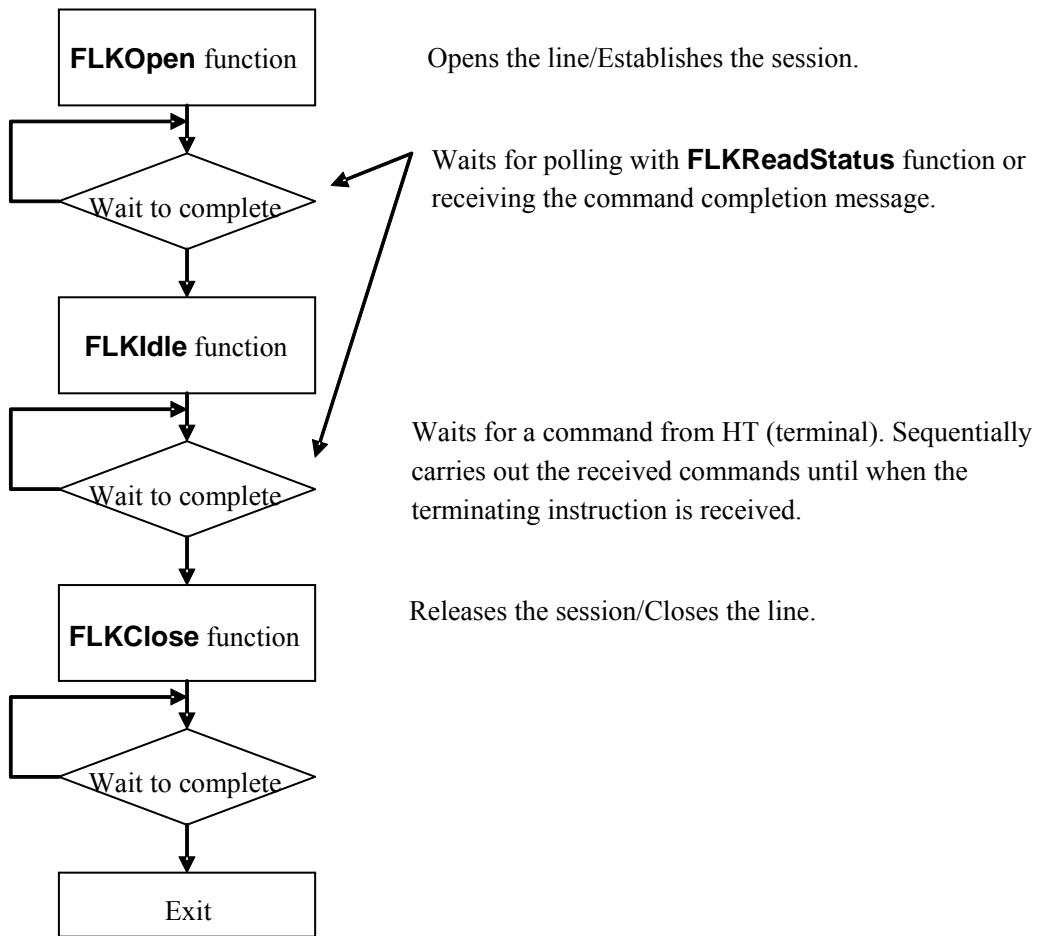 FLKOpen function
Opens the line/Establishes the session.
Waits for polling with FLKReadStatus function or
receiving the command completion message.
Wait to complete
FLKIdle function
Waits for a command from HT (terminal). Sequentially
carries out the received commands until when the
terminating instruction is received.
Wait to complete
FLKClose function
Releases the session/Closes the line.
Wait to complete
Exit